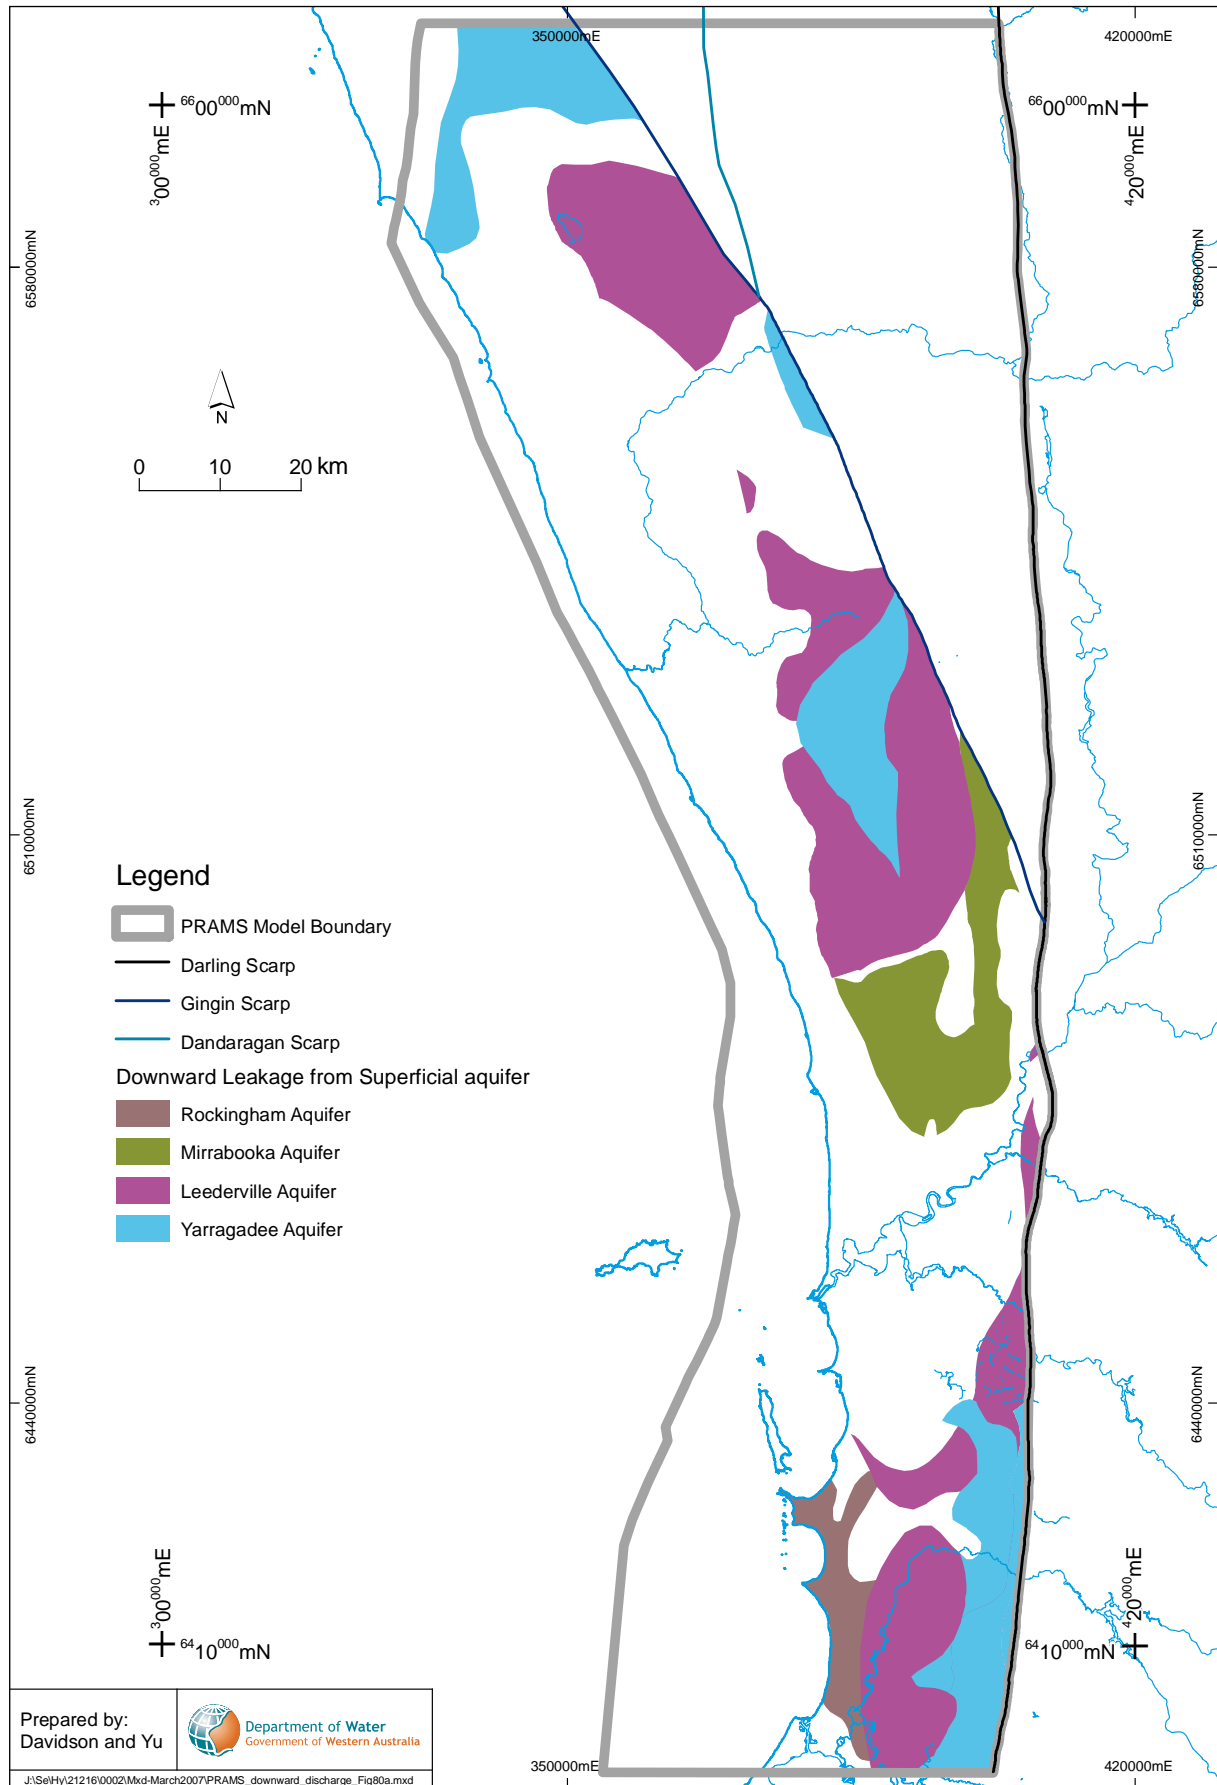 350000mE
420000mE
6600000mN
6600000mN
300000mE
420000mE
6580000mN
6580000mN
N
0 10 20 km
6510000mN
6510000mN
Legend
PRAMS Model Boundary
Darling Scarp
Gingin Scarp
Dandaragan Scarp
Downward Leakage from Superficial aquifer
Rockingham Aquifer
Mirrabooka Aquifer
Leederville Aquifer
Yarragadee Aquifer
6440000mN
6440000mN
300000mE
420000mE
6410000mN
6410000mN
Prepared by:
Davidson and Yu
Department of Water
Government of Western Australia
350000mE
420000mE
J:\Se\Hy\21216\0002\Mxd-March2007\PRAMS_downward_discharge_Fig80a.mxd